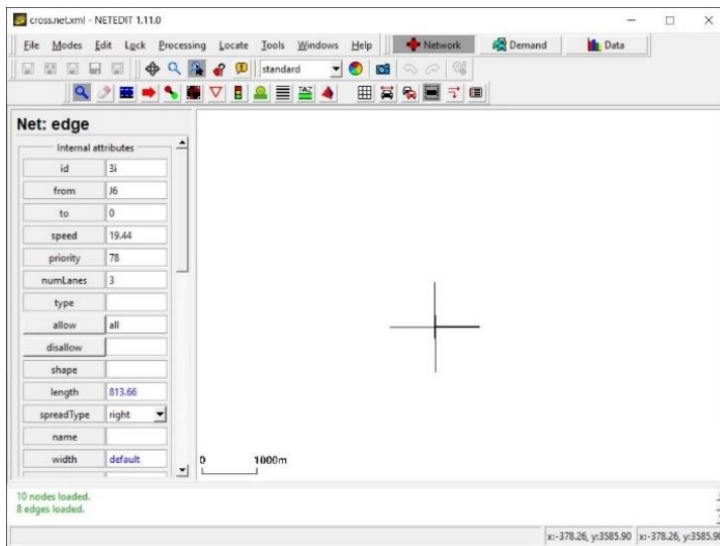 cross.net.xml - NETEDIT 1.11.0
File Modes Edit Lock Processing Locate Tools Windows Help Network Demand Data
standard
TAZ
Net: edge
Internal attributes
id 3i
from J6
to 0
speed 19.44
priority 78
numLanes 3
type
allow all
disallow
shape
length 813.66
spreadType right
name
width default
0 1000m
10 nodes loaded.
8 edges loaded.
x:-378.26, y:3585.90 x:-378.26, y:3585.90